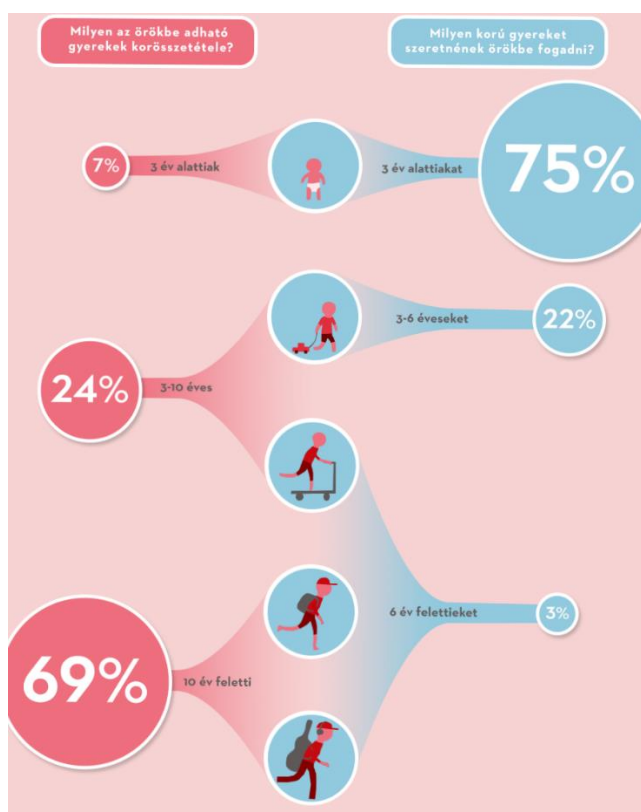 Milyen az örökbe adható
gyerekek korösszetétele?
Milyen korú gyereket
szeretnének örökbe fogadni?
7%
3 év alattiak
3 év alattiakat
75%
3-6 éveseket
22%
24%
3-10 éves
6 év felettieket
3%
69%
10 év feletti